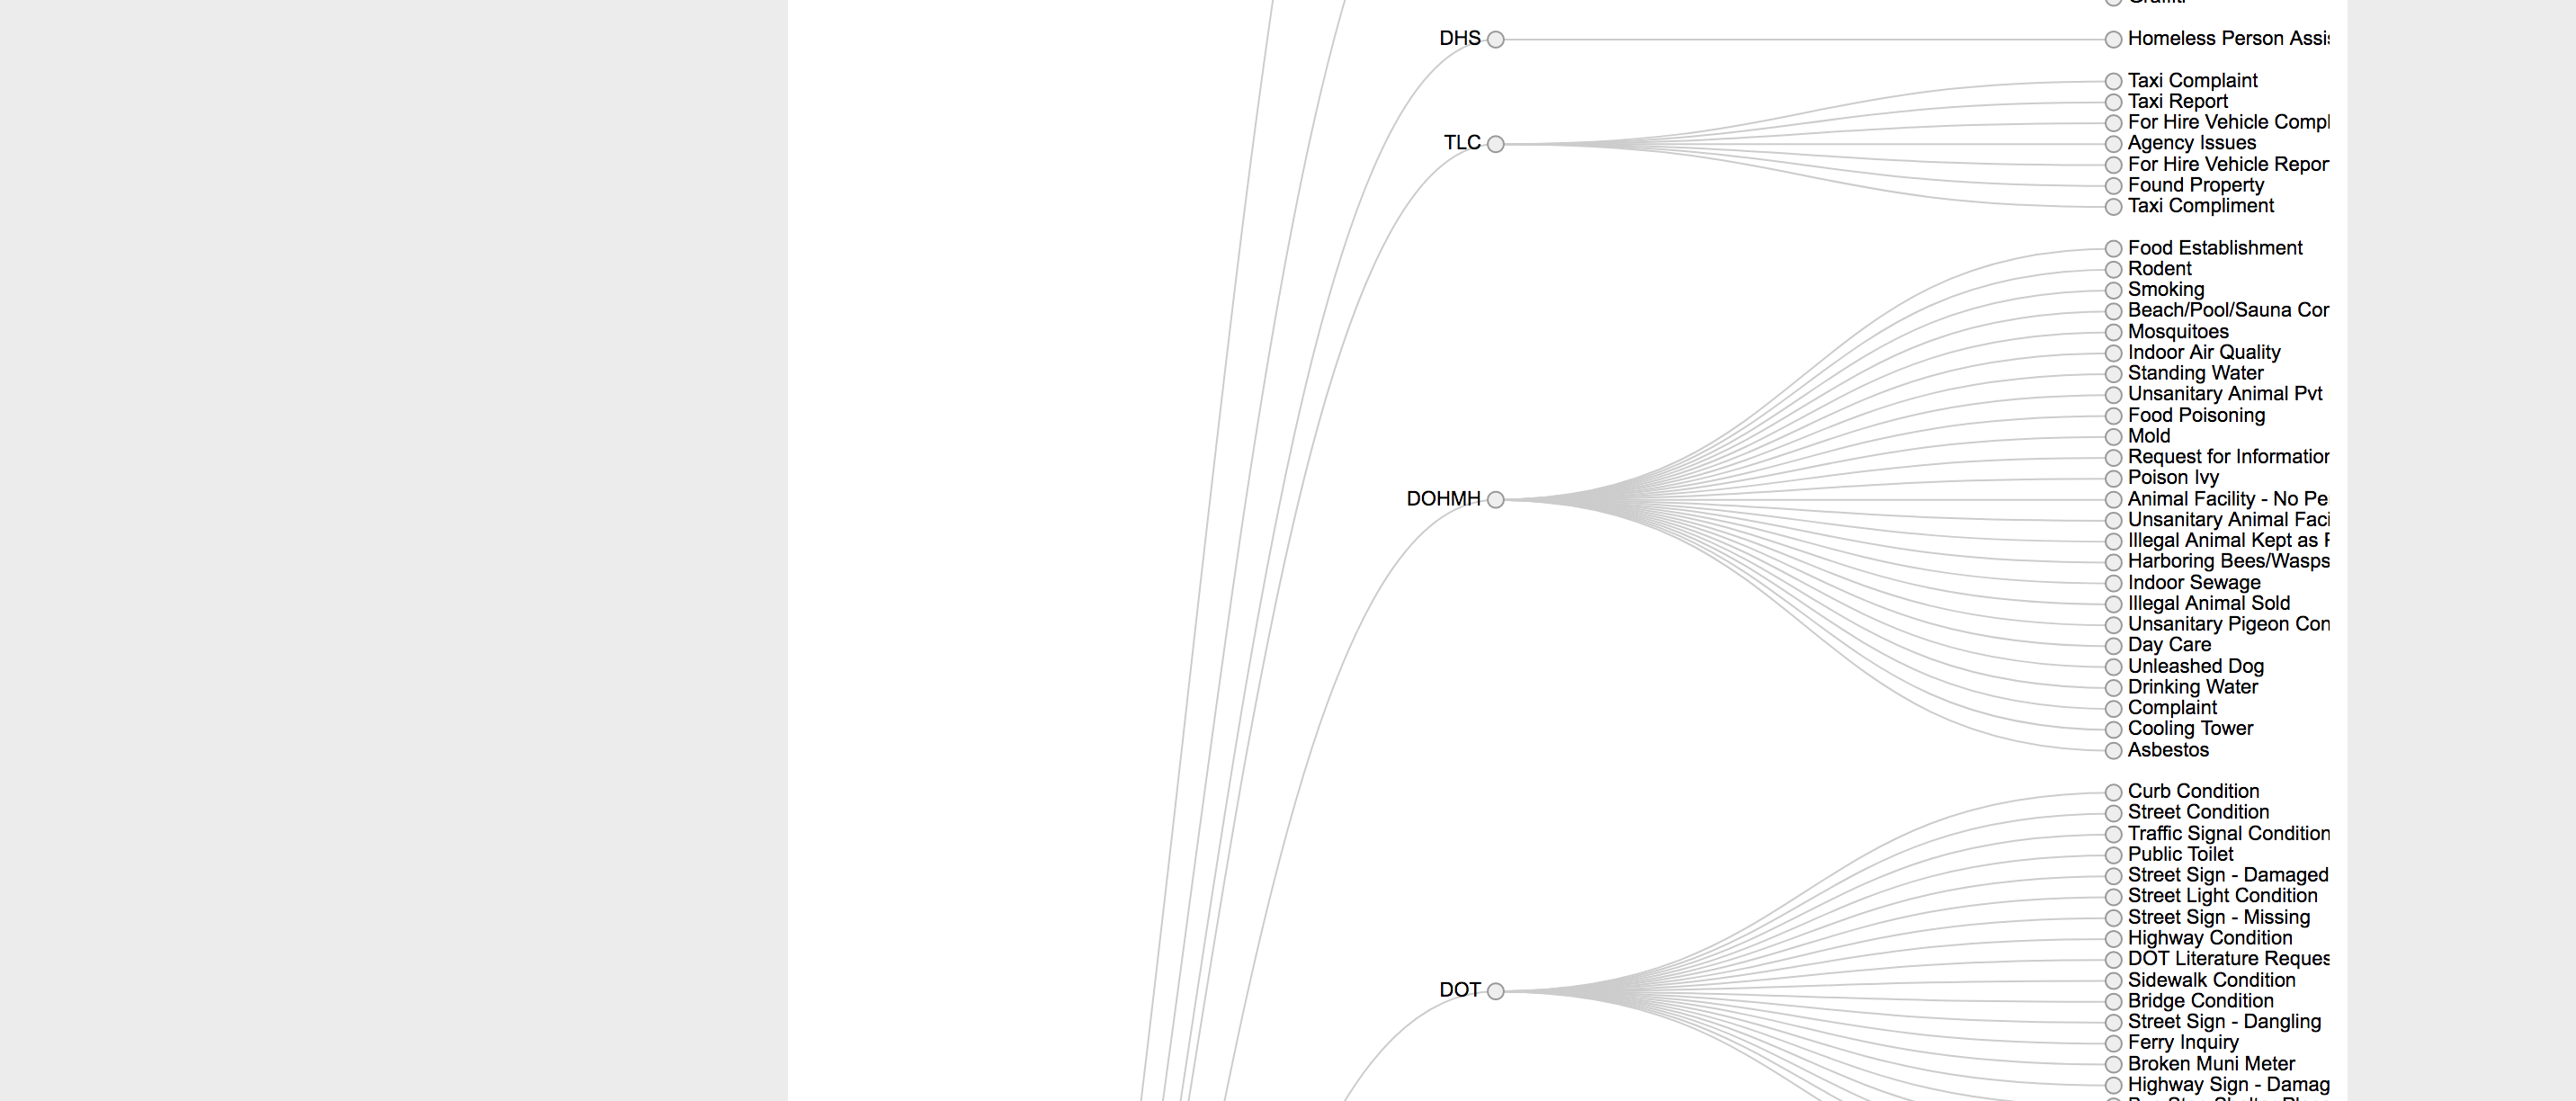 Graffiti
DHS
Homeless Person Assi
Taxi Complaint
Taxi Report
For Hire Vehicle Compl
TLC
Agency Issues
For Hire Vehicle Repor
Found Property
Taxi Compliment
Food Establishment
Rodent
Smoking
Beach/Pool/Sauna Cor
Mosquitoes
Indoor Air Quality
Standing Water
Unsanitary Animal Pvt
Food Poisoning
Mold
Request for Information
Poison Ivy
DOHMH
Animal Facility - No Pe
Unsanitary Animal Faci
Illegal Animal Kept as
Harboring Bees/Wasps
Indoor Sewage
Illegal Animal Sold
Unsanitary Pigeon Con
Day Care
Unleashed Dog
Drinking Water
Complaint
Cooling Tower
Asbestos
Curb Condition
Street Condition
Traffic Signal Condition
Public Toilet
Street Sign - Damaged
Street Light Condition
Street Sign - Missing
Highway Condition
DOT Literature Reques
Sidewalk Condition
DOT
Bridge Condition
Street Sign - Dangling
Ferry Inquiry
Broken Muni Meter
Highway Sign - Damag